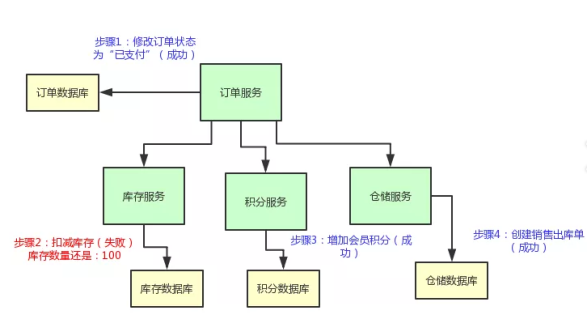 步骤1：修改订单状态
为“已支付”（成功）
订单数据库
订单服务
库存服务
积分服务
仓储服务
步骤2：扣减库存（失败）
库存数量还是：100
步骤3：增加会员积分（成
功）
步骤4：创建销售出库单
（成功）
库存数据库
积分数据库
仓储数据库